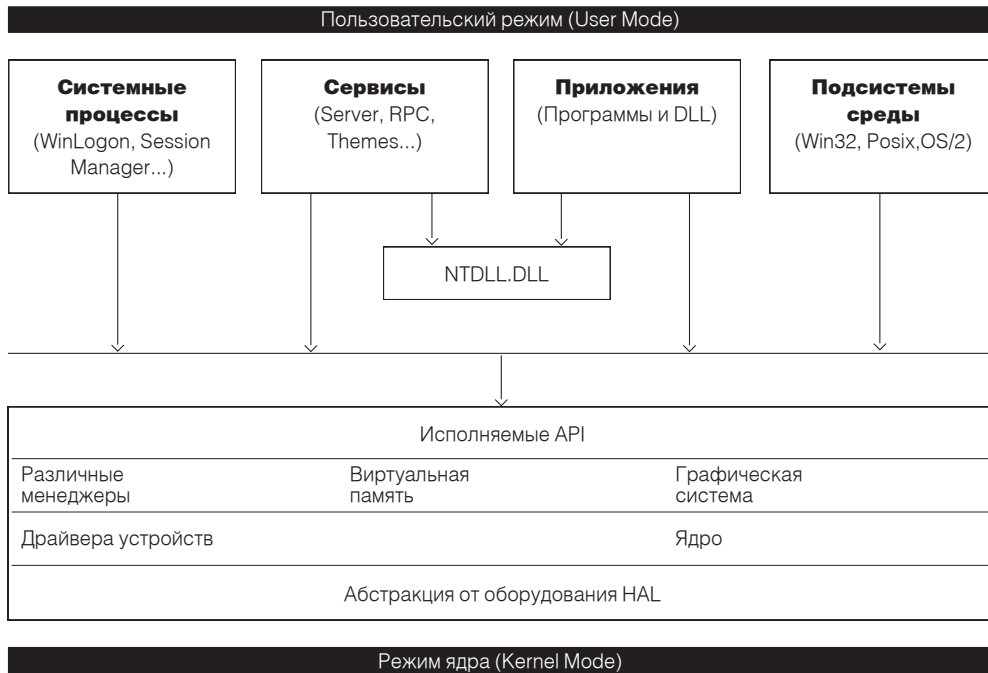 Пользовательский режим (User Mode)
Системные
процессы
(WinLogon, Session
Manager...)
Сервисы
(Server, RPC,
Themes...)
Приложения
(Программы и DLL)
Подсистемы
среды
(Win32, Posix,OS/2)
NTDLL.DLL
Исполняемые API
Различные
менеджеры
Виртуальная
память
Графическая
система
Драйвера устройств
Ядро
Абстракция от оборудования HAL
Режим ядра (Kernel Mode)